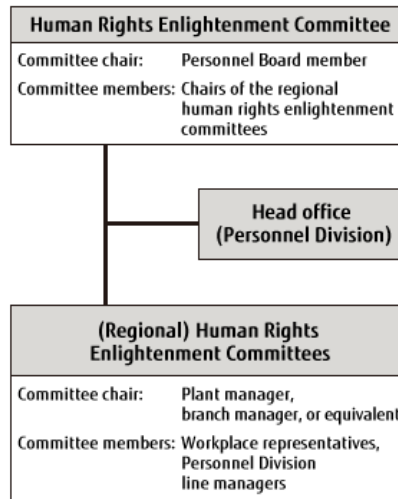 Human Rights Enlightenment Committee
Committee chair: Personnel Board member
Committee members: Chairs of the regional
human rights enlightenment
committees
Head office
(Personnel Division)
(Regional) Human Rights
Enlightenment Committees
Committee chair: Plant manager,
branch manager, or equivalent
Committee members: Workplace representatives,
Personnel Division
line managers